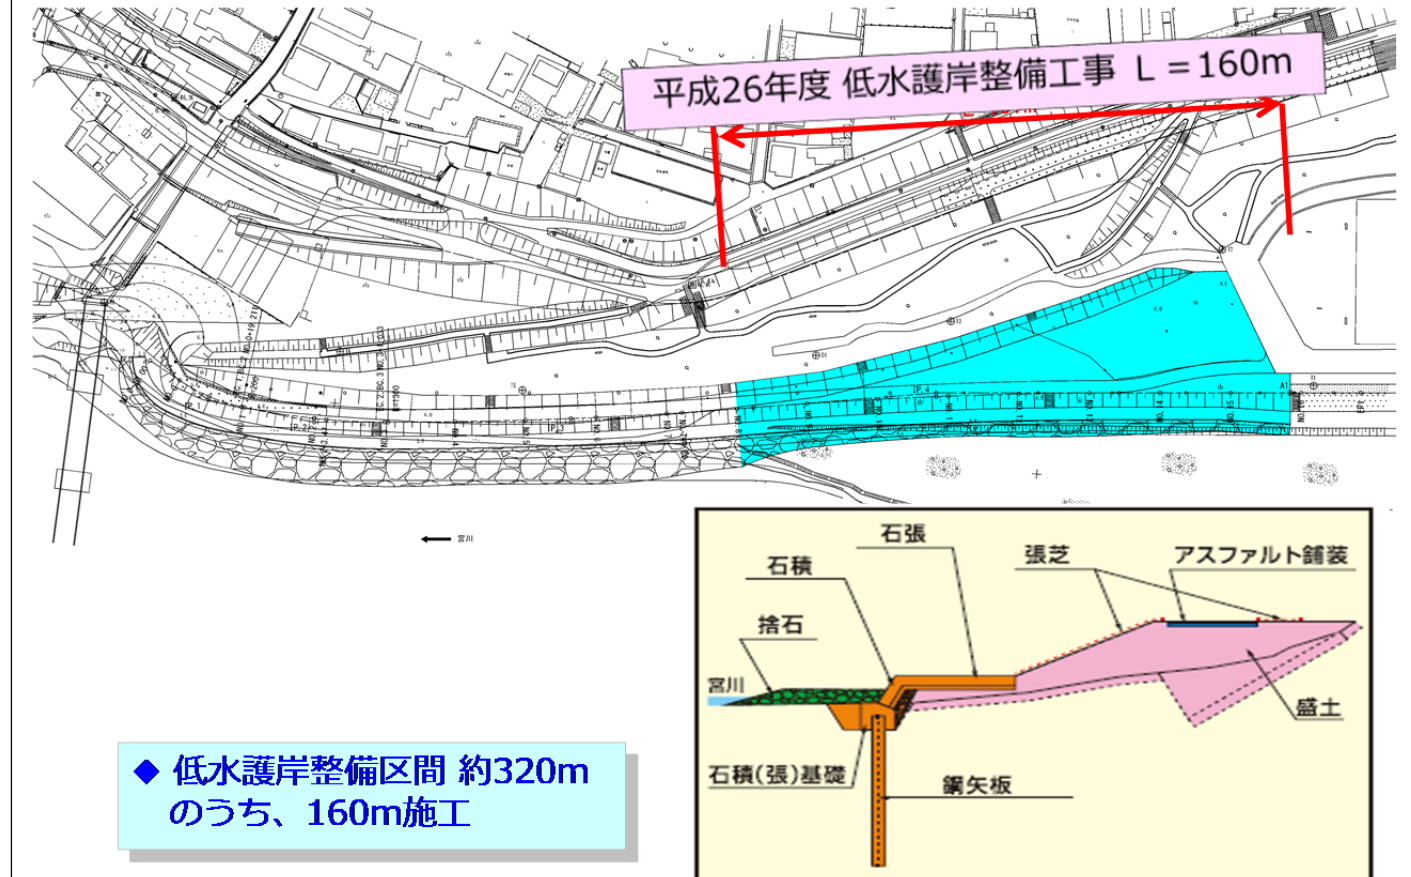 平成26年度 低水護岸整備工事 L＝160m
宮川
石張
石積
張芝
アスファルト舗装
捨石
宮川
盛土
石積(張)基礎
鋼矢板
◆ 低水護岸整備区間 約320m
のうち、160m施工